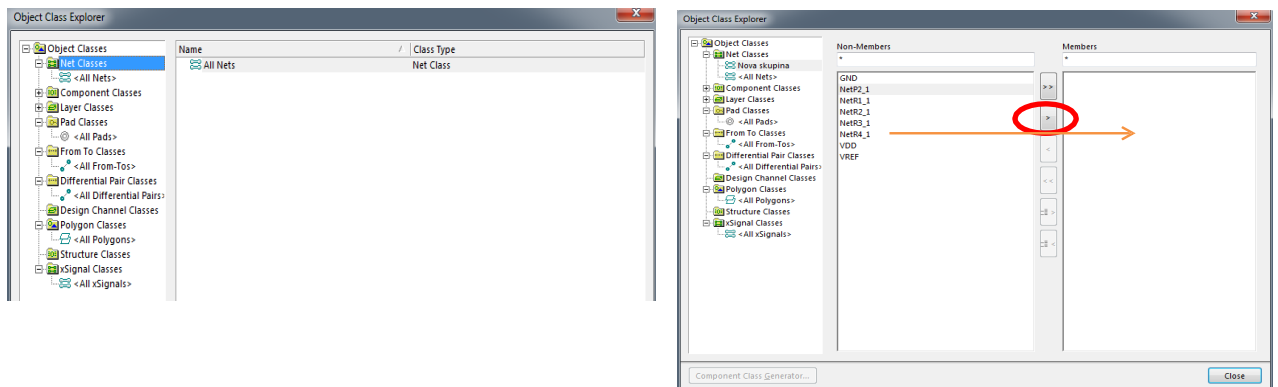 Object Class Explorer
Object Classes
Net Classes
<All Nets>
Component Classes
Layer Classes
Pad Classes
<All Pads>
From To Classes
<All From-Tos>
Differential Pair Classes
<All Differential Pairs>
Design Channel Classes
Polygon Classes
<All Polygons>
Structure Classes
xSignal Classes
<All xSignals>
Name / Class Type
All Nets Net Class
Object Class Explorer
Object Classes
Net Classes
Nova skupina
<All Nets>
Component Classes
Layer Classes
Pad Classes
<All Pads>
From To Classes
<All From-Tos>
Differential Pair Classes
<All Differential Pairs>
Design Channel Classes
Polygon Classes
<All Polygons>
Structure Classes
xSignal Classes
<All xSignals>
Non-Members
*
GND
NetP2_1
NetR1_1
NetR2_1
NetR3_1
NetR4_1
VDD
VREF
>>
>
<
<<
>
<
Members
*
Component Class Generator...
Close